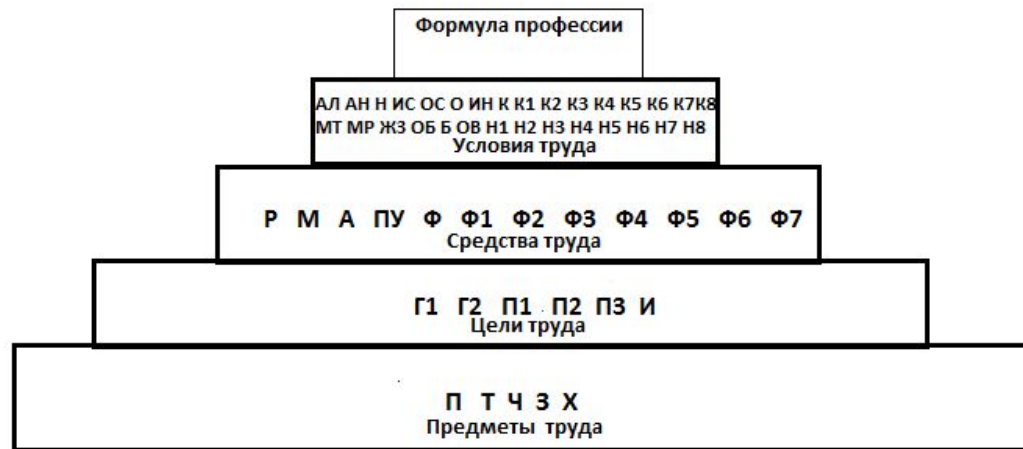 Формула профессии
АЛ АН Н ИС ОС О ИН К К1 К2 К3 К4 К5 К6 К7К8
МТ МР ЖЗ ОБ Б ОВ Н1 Н2 Н3 Н4 Н5 Н6 Н7 Н8
Условия труда
Р М А ПУ Ф Ф1 Ф2 Ф3 Ф4 Ф5 Ф6 Ф7
Средства труда
Г1 Г2 П1 П2 П3 И
Цели труда
П Т Ч З Х
Предметы труда